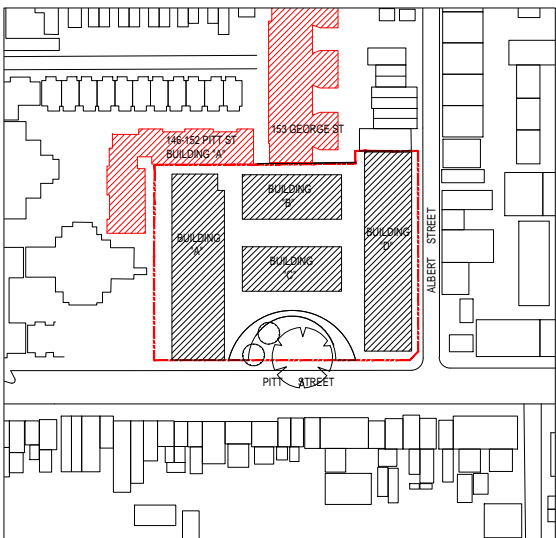 153 GEORGE ST
146-152 PITT ST
BUILDING "A"
BUILDING
"B"
BUILDING
"A"
BUILDING
"D"
BUILDING
"C"
ALBERT STREET
PITT STREET